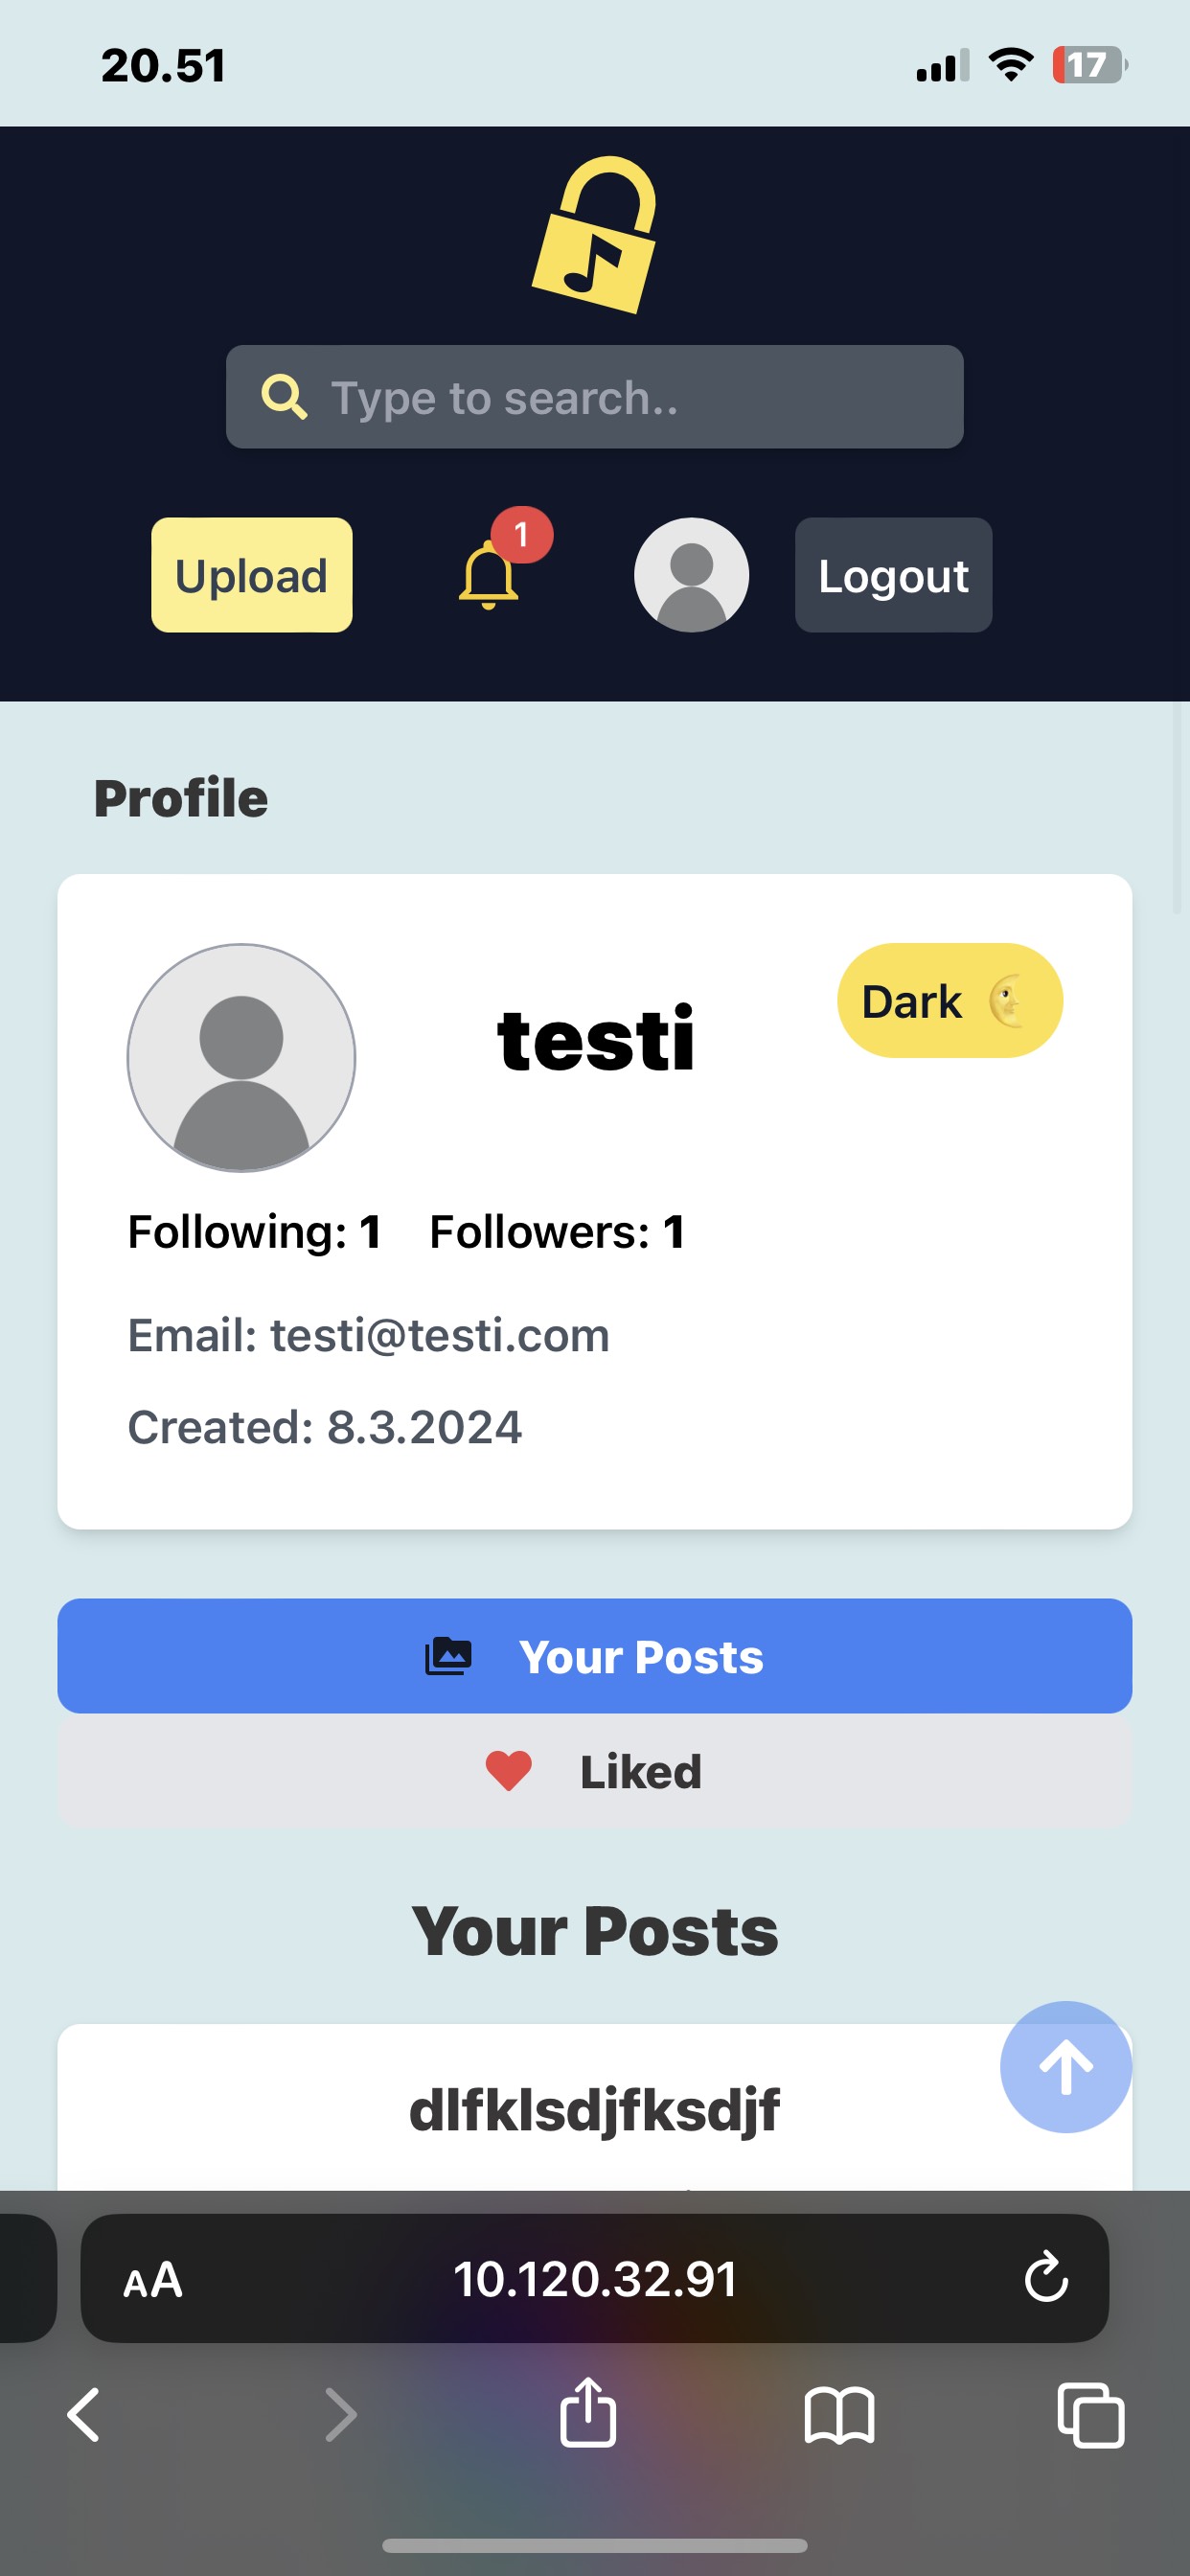 20.51
17
Type to search..
Upload
1
Logout
Profile
testi
Dark
Following: 1 Followers: 1
Email: testi@testi.com
Created: 8.3.2024
Your Posts
Liked
Your Posts
dlfklsdjfksdjf
AA 10.120.32.91